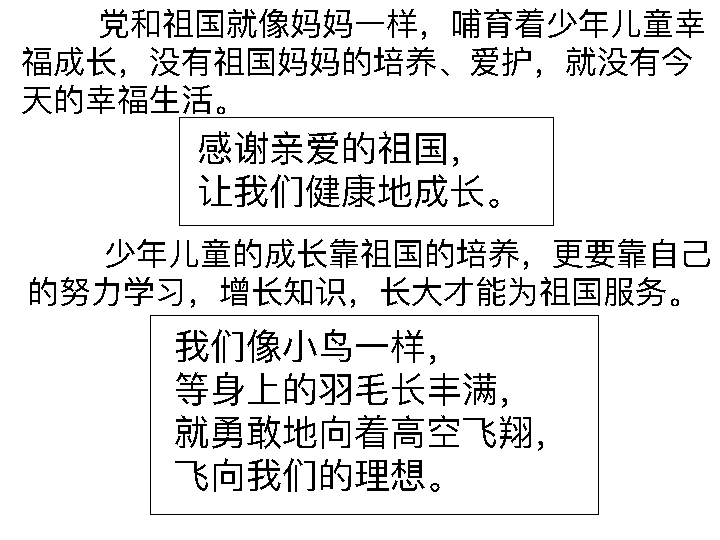 党和祖国就像妈妈一样，哺育着少年儿童幸
福成长，没有祖国妈妈的培养、爱护，就没有今
天的幸福生活。
感谢亲爱的祖国，
让我们健康地成长。
少年儿童的成长靠祖国的培养，更要靠自己
的努力学习，增长知识，长大才能为祖国服务。
我们像小鸟一样，
等身上的羽毛长丰满，
就勇敢地向着高空飞翔，
飞向我们的理想。